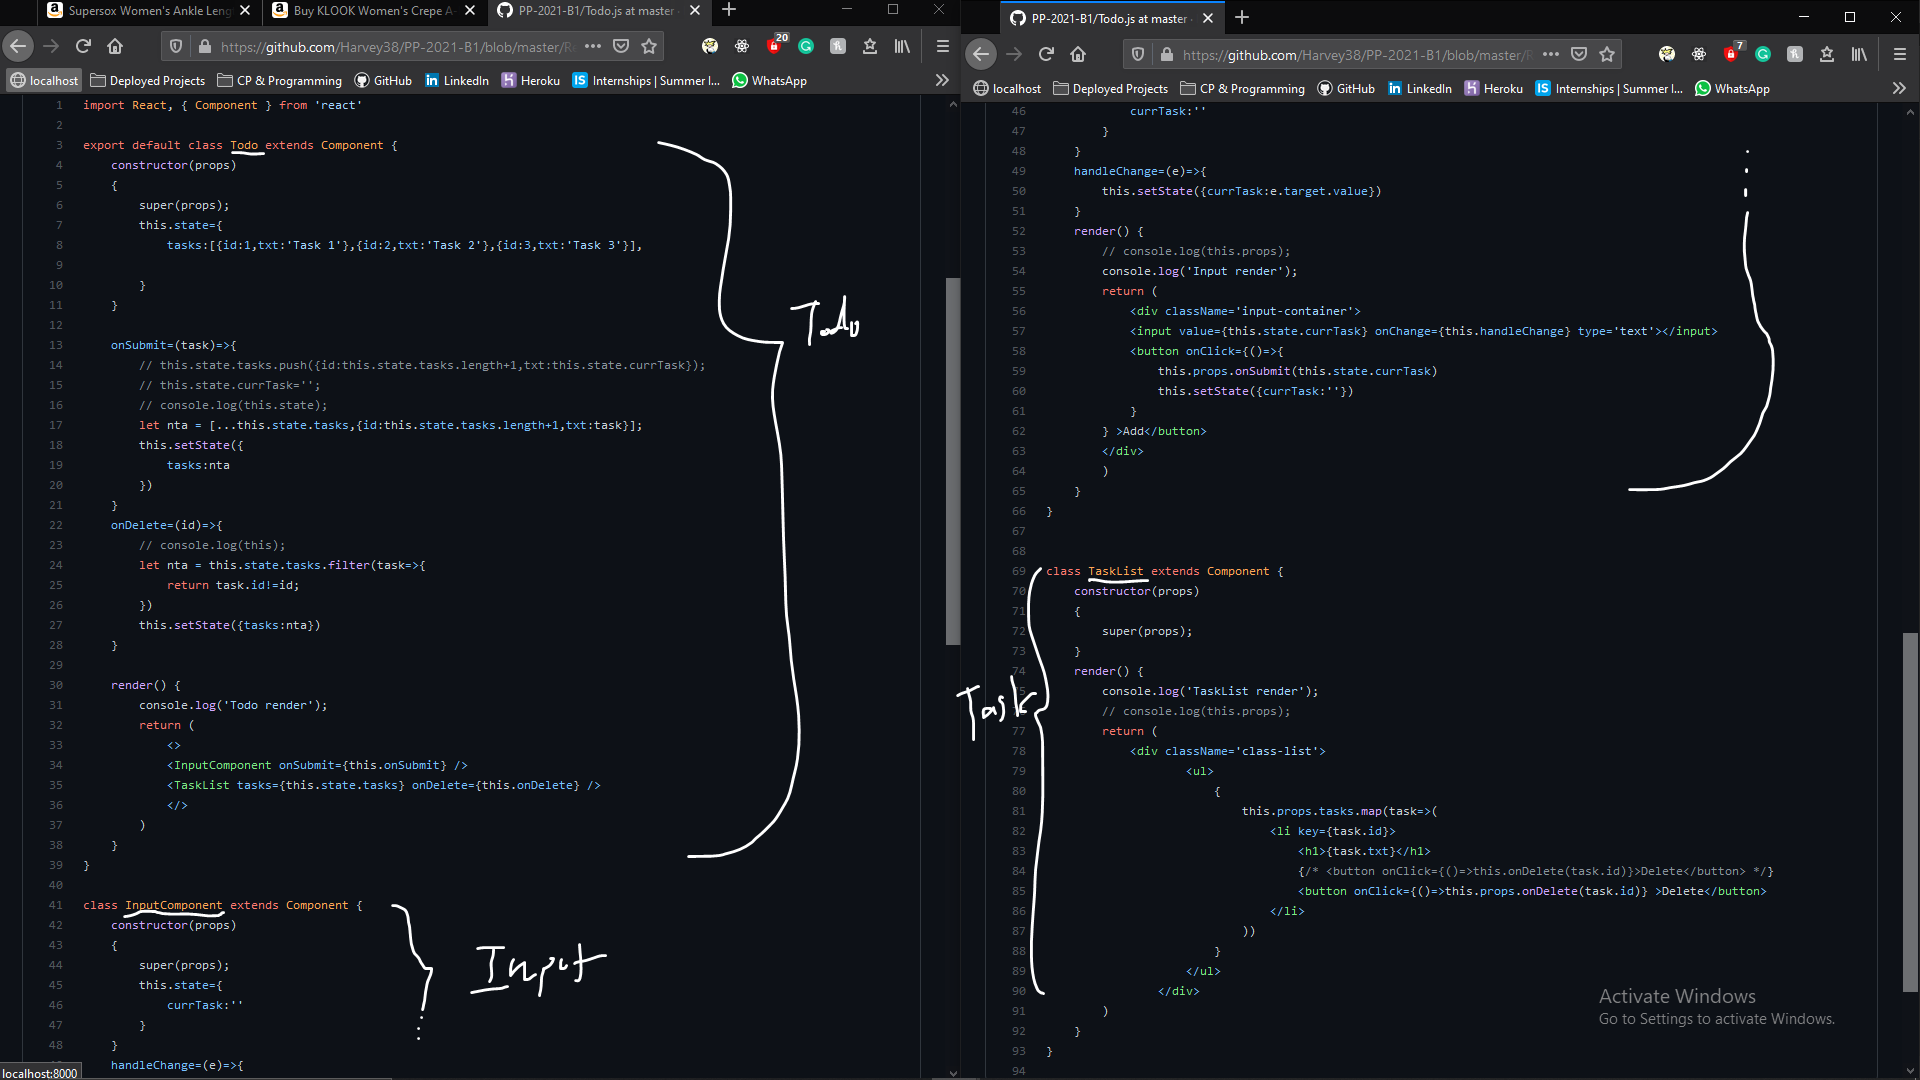 Supersox Women's Ankle Leng
Buy KLOOK Women's Crepe A-
PP-2021-B1/Todo.js at master
https://github.com/Harvey38/PP-2021-B1/blob/master/R
20
localhost
Deployed Projects
CP & Programming
GitHub
LinkedIn
Heroku
Internships | Summer I...
WhatsApp
1 import React, { Component } from 'react'
2
3 export default class Todo extends Component {
4 constructor(props)
5 {
6 super(props);
7 this.state={
8 tasks:[{id:1,txt:'Task 1'},{id:2,txt:'Task 2'},{id:3,txt:'Task 3'}],
9
10 }
11 }
12
13 onSubmit=(task)=>{
14 // this.state.tasks.push({id:this.state.tasks.length+1,txt:this.state.currTask});
15 // this.state.currTask='';
16 // console.log(this.state);
17 let nta = [...this.state.tasks,{id:this.state.tasks.length+1,txt:task}];
18 this.setState({
19 tasks:nta
20 })
21 }
22 onDelete=(id)=>{
23 // console.log(this);
24 let nta = this.state.tasks.filter(task=>{
25 return task.id!=id;
26 })
27 this.setState({tasks:nta})
28 }
29
30 render() {
31 console.log('Todo render');
32 return (
33 <>
34 <InputComponent onSubmit={this.onSubmit} />
35 <TaskList tasks={this.state.tasks} onDelete={this.onDelete} />
36 </>
37 )
38 }
39 }
40
41 class InputComponent extends Component {
42 constructor(props)
43 {
44 super(props);
45 this.state={
46 currTask:''
47 }
48 }
handleChange=(e)=>{
localhost:8000
Todo
Input
PP-2021-B1/Todo.js at master
https://github.com/Harvey38/PP-2021-B1/blob/master/R
7
localhost
Deployed Projects
CP & Programming
GitHub
LinkedIn
Heroku
Internships | Summer I...
WhatsApp
46 currTask:''
47 }
48 }
49 handleChange=(e)=>{
50 this.setState({currTask:e.target.value})
51 }
52 render() {
53 // console.log(this.props);
54 console.log('Input render');
55 return (
56 <div className='input-container'>
57 <input value={this.state.currTask} onChange={this.handleChange} type='text'></input>
58 <button onClick={()=>{
59 this.props.onSubmit(this.state.currTask)
60 this.setState({currTask:''})
61 }
62 } >Add</button>
63 </div>
64 )
65 }
66 }
67
68
69 class TaskList extends Component {
70 constructor(props)
71 {
72 super(props);
73 }
74 render() {
75 console.log('TaskList render');
// console.log(this.props);
77 return (
78 <div className='class-list'>
79 <ul>
80 {
81 this.props.tasks.map(task=>(
82 <li key={task.id}>
83 <h1>{task.txt}</h1>
84 {/* <button onClick={()=>this.onDelete(task.id)}>Delete</button> */}
85 <button onClick={()=>this.props.onDelete(task.id)} >Delete</button>
86 </li>
87 ))
88 }
89 </ul>
90 </div>
91 )
92 }
93 }
94
Task
Activate Windows
Go to Settings to activate Windows.